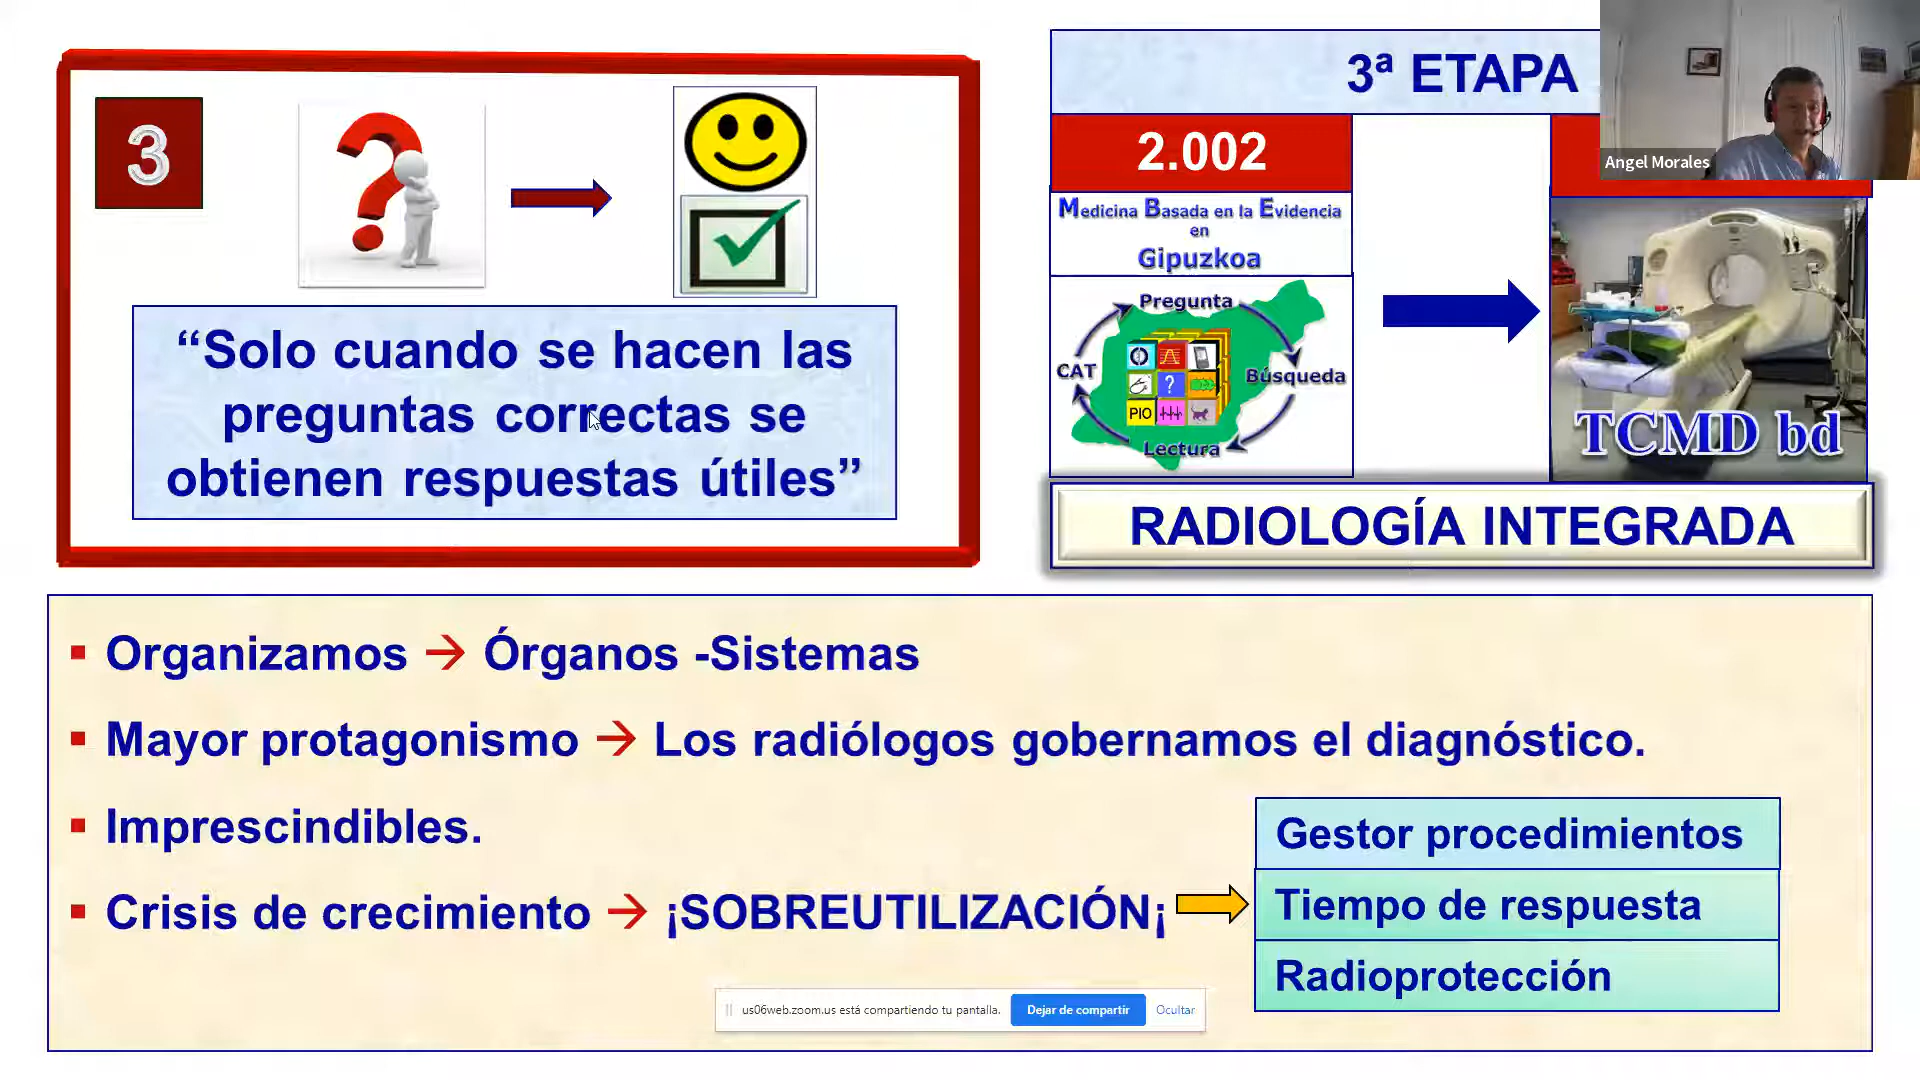 3
“Solo cuando se hacen las
preguntas correctas se
obtienen respuestas útiles”
3ª ETAPA
2.002
Medicina Basada en la Evidencia
en
Gipuzkoa
Pregunta
CAT
Búsqueda
?
PIO
Lectura
Angel Morales
TCMD bd
RADIOLOGÍA INTEGRADA
▪ Organizamos → Órganos -Sistemas
▪ Mayor protagonismo → Los radiólogos gobernamos el diagnóstico.
▪ Imprescindibles.
▪ Crisis de crecimiento → ¡SOBREUTILIZACIÓN¡
Gestor procedimientos
Tiempo de respuesta
Radioprotección
us06web.zoom.us está compartiendo tu pantalla. Dejar de compartir Ocultar